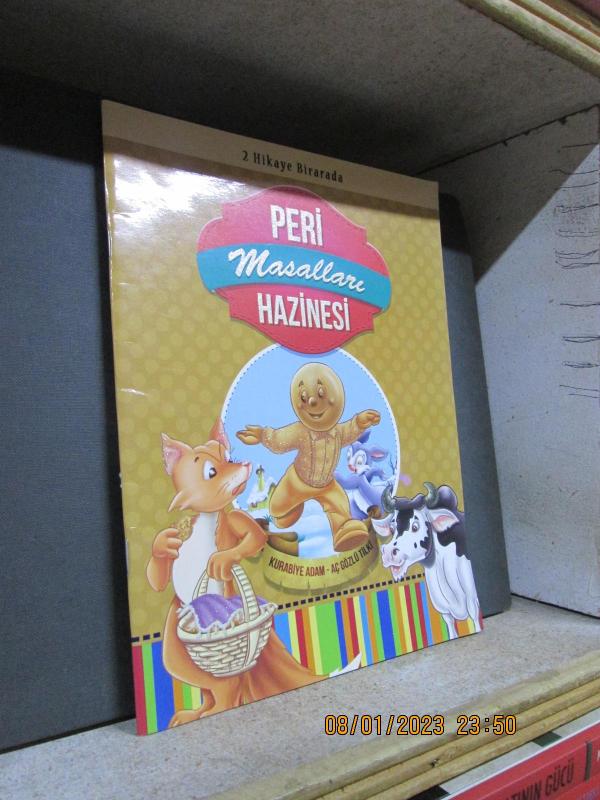 2 Hikaye Birarada
PERİ
Masalları
HAZİNESİ
KURABİYE ADAM - AÇ GÖZLÜ TİLKİ
08/01/2023 23:50
TININ GÜCÜ